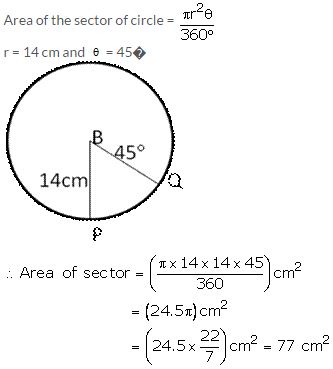 Area of the sector of circle = πr²θ/360°
r = 14 cm and θ = 45�
B
45°
14cm
Q
P
∴ Area of sector = (π x 14 x 14 x 45 / 360) cm²
= (24.5π) cm²
= (24.5 x 22/7) cm² = 77 cm²